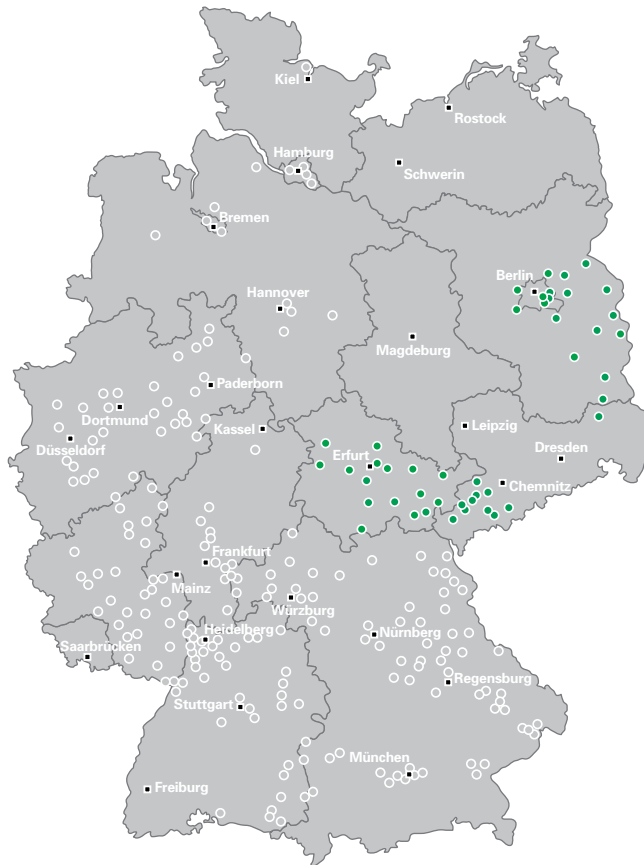 Kiel
Rostock
Hamburg
Schwerin
Bremen
Berlin
Hannover
Magdeburg
Paderborn
Dortmund
Kassel
Leipzig
Düsseldorf
Erfurt
Dresden
Chemnitz
Frankfurt
Mainz
Würzburg
Heidelberg
Nürnberg
Saarbrücken
Regensburg
Stuttgart
München
Freiburg